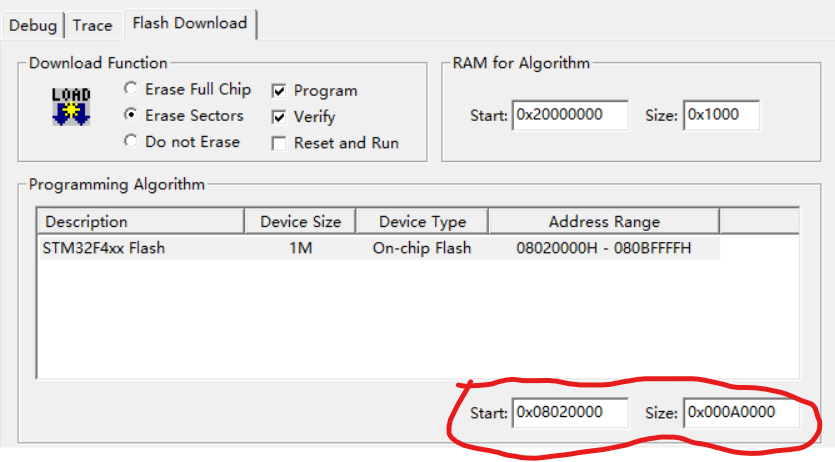 Debug Trace Flash Download
Download Function
LOAD
Erase Full Chip Program
Erase Sectors Verify
Do not Erase Reset and Run
RAM for Algorithm
Start: 0x20000000 Size: 0x1000
Programming Algorithm
Description Device Size Device Type Address Range
STM32F4xx Flash 1M On-chip Flash 08020000H - 080BFFFFH
Start: 0x08020000 Size: 0x000A0000